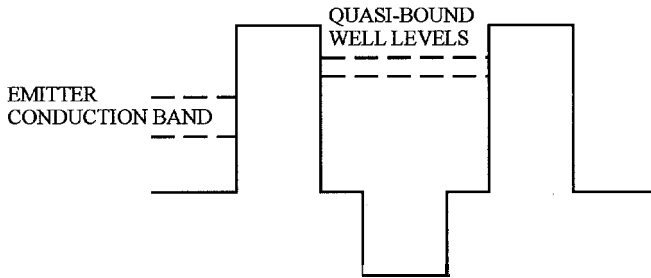 QUASI-BOUND
WELL LEVELS
EMITTER
CONDUCTION BAND